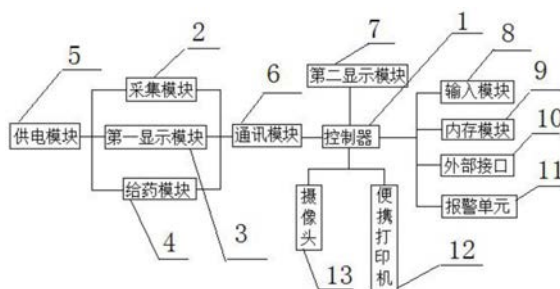 7
1
8
2
第二显示模块
输入模块
9
5
采集模块
6
内存模块
10
供电模块
第一显示模块
通讯模块
控制器
外部接口
11
给药模块
摄像头
便携打印机
报警单元
4
3
13
12